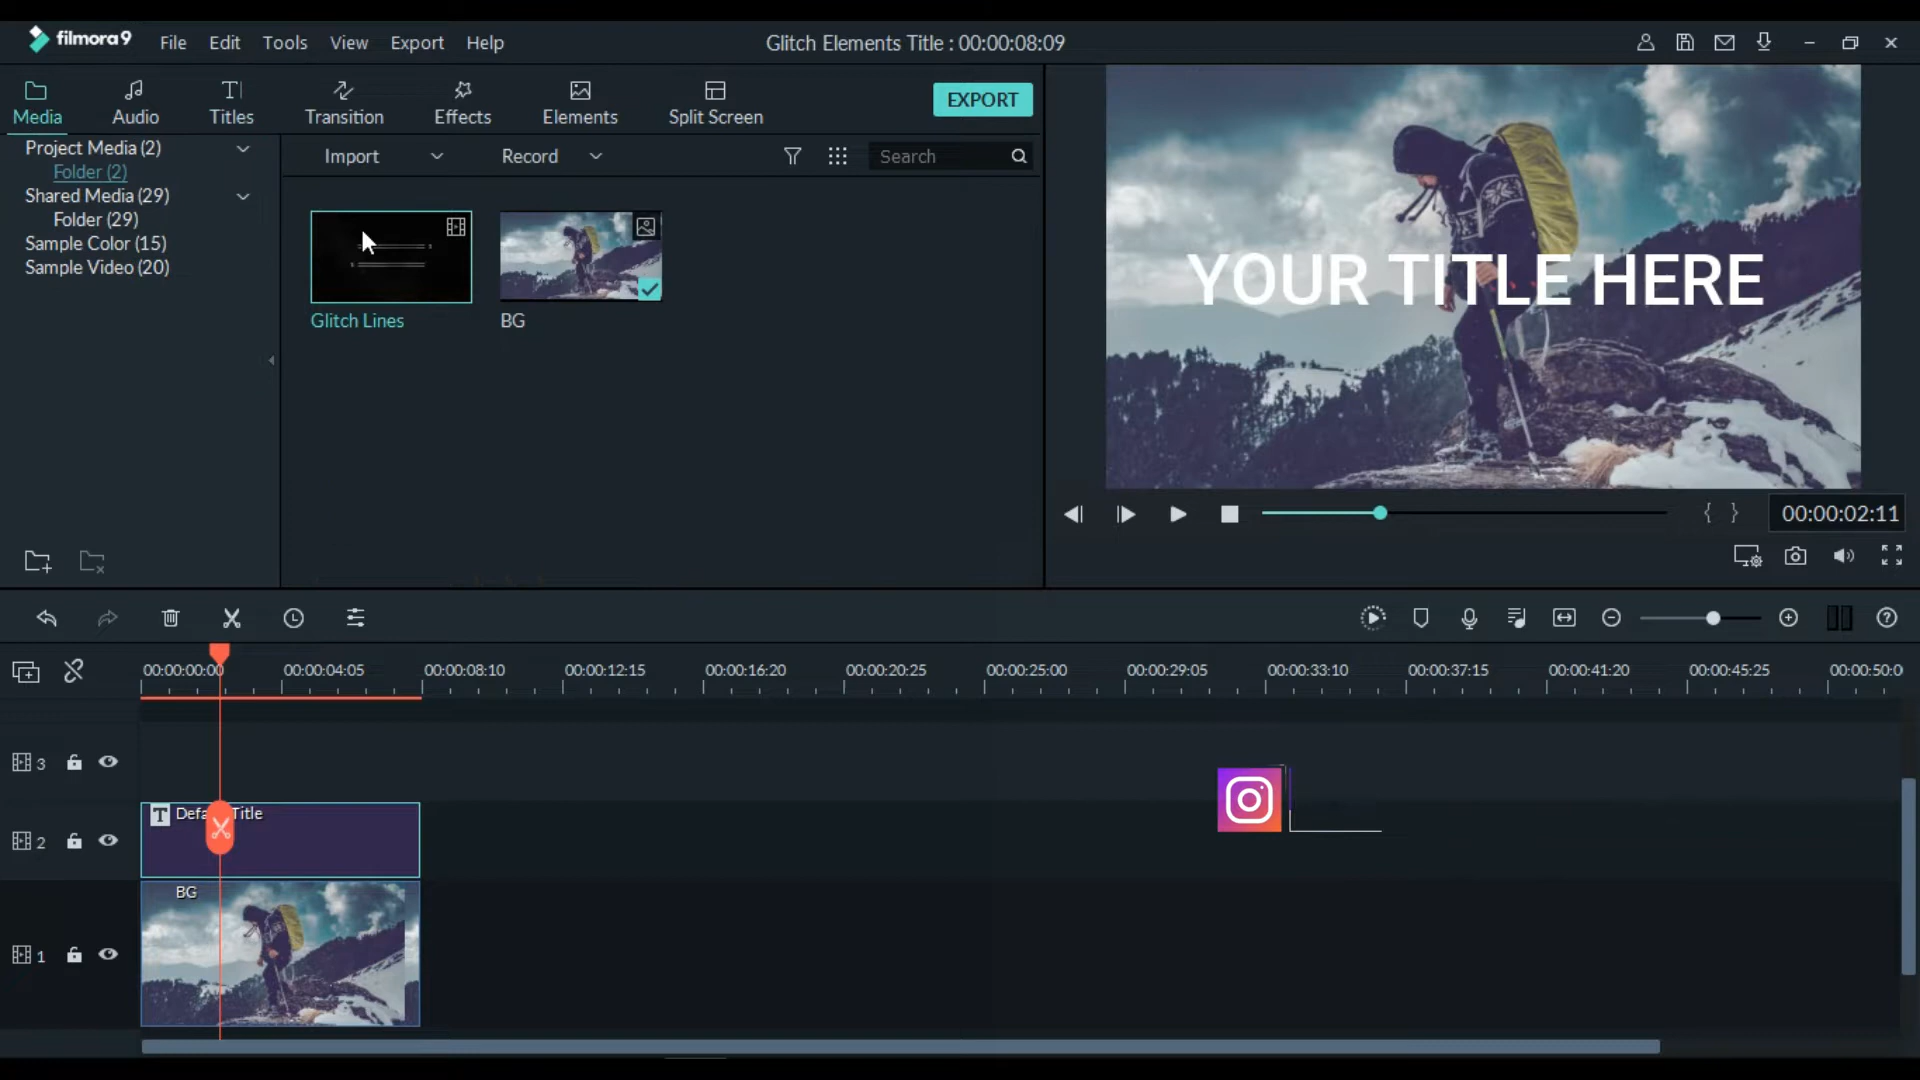 filmora9
File Edit Tools View Export Help
Glitch Elements Title : 00:00:08:09
Media Audio Titles Transition Effects Elements Split Screen
EXPORT
Project Media (2)
Folder (2)
Shared Media (29)
Folder (29)
Sample Color (15)
Sample Video (20)
Import Record Search
Glitch Lines
BG
YOUR TITLE HERE
00:00:02:11
00:00:00:00 00:00:04:05 00:00:08:10 00:00:12:15 00:00:16:20 00:00:20:25 00:00:25:00 00:00:29:05 00:00:33:10 00:00:37:15 00:00:41:20 00:00:45:25 00:00:50:0
3
T Defa Title
2
BG
1